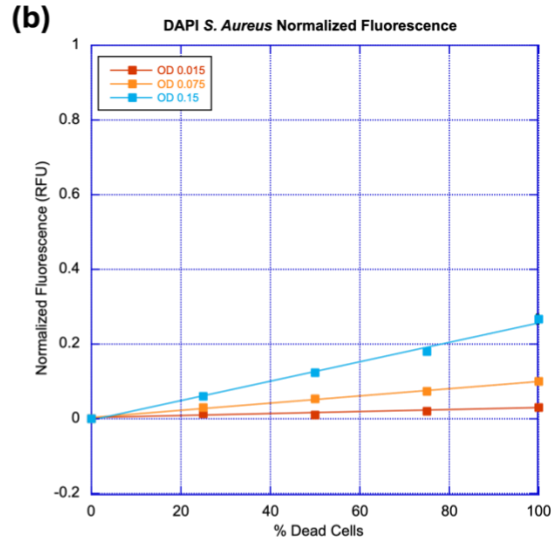 (b)
DAPI S. Aureus Normalized Fluorescence
1
OD 0.015
OD 0.075
OD 0.15
0.8
0.6
0.4
0.2
0
-0.2
Normalized Fluorescence (RFU)
0 20 40 60 80 100
% Dead Cells